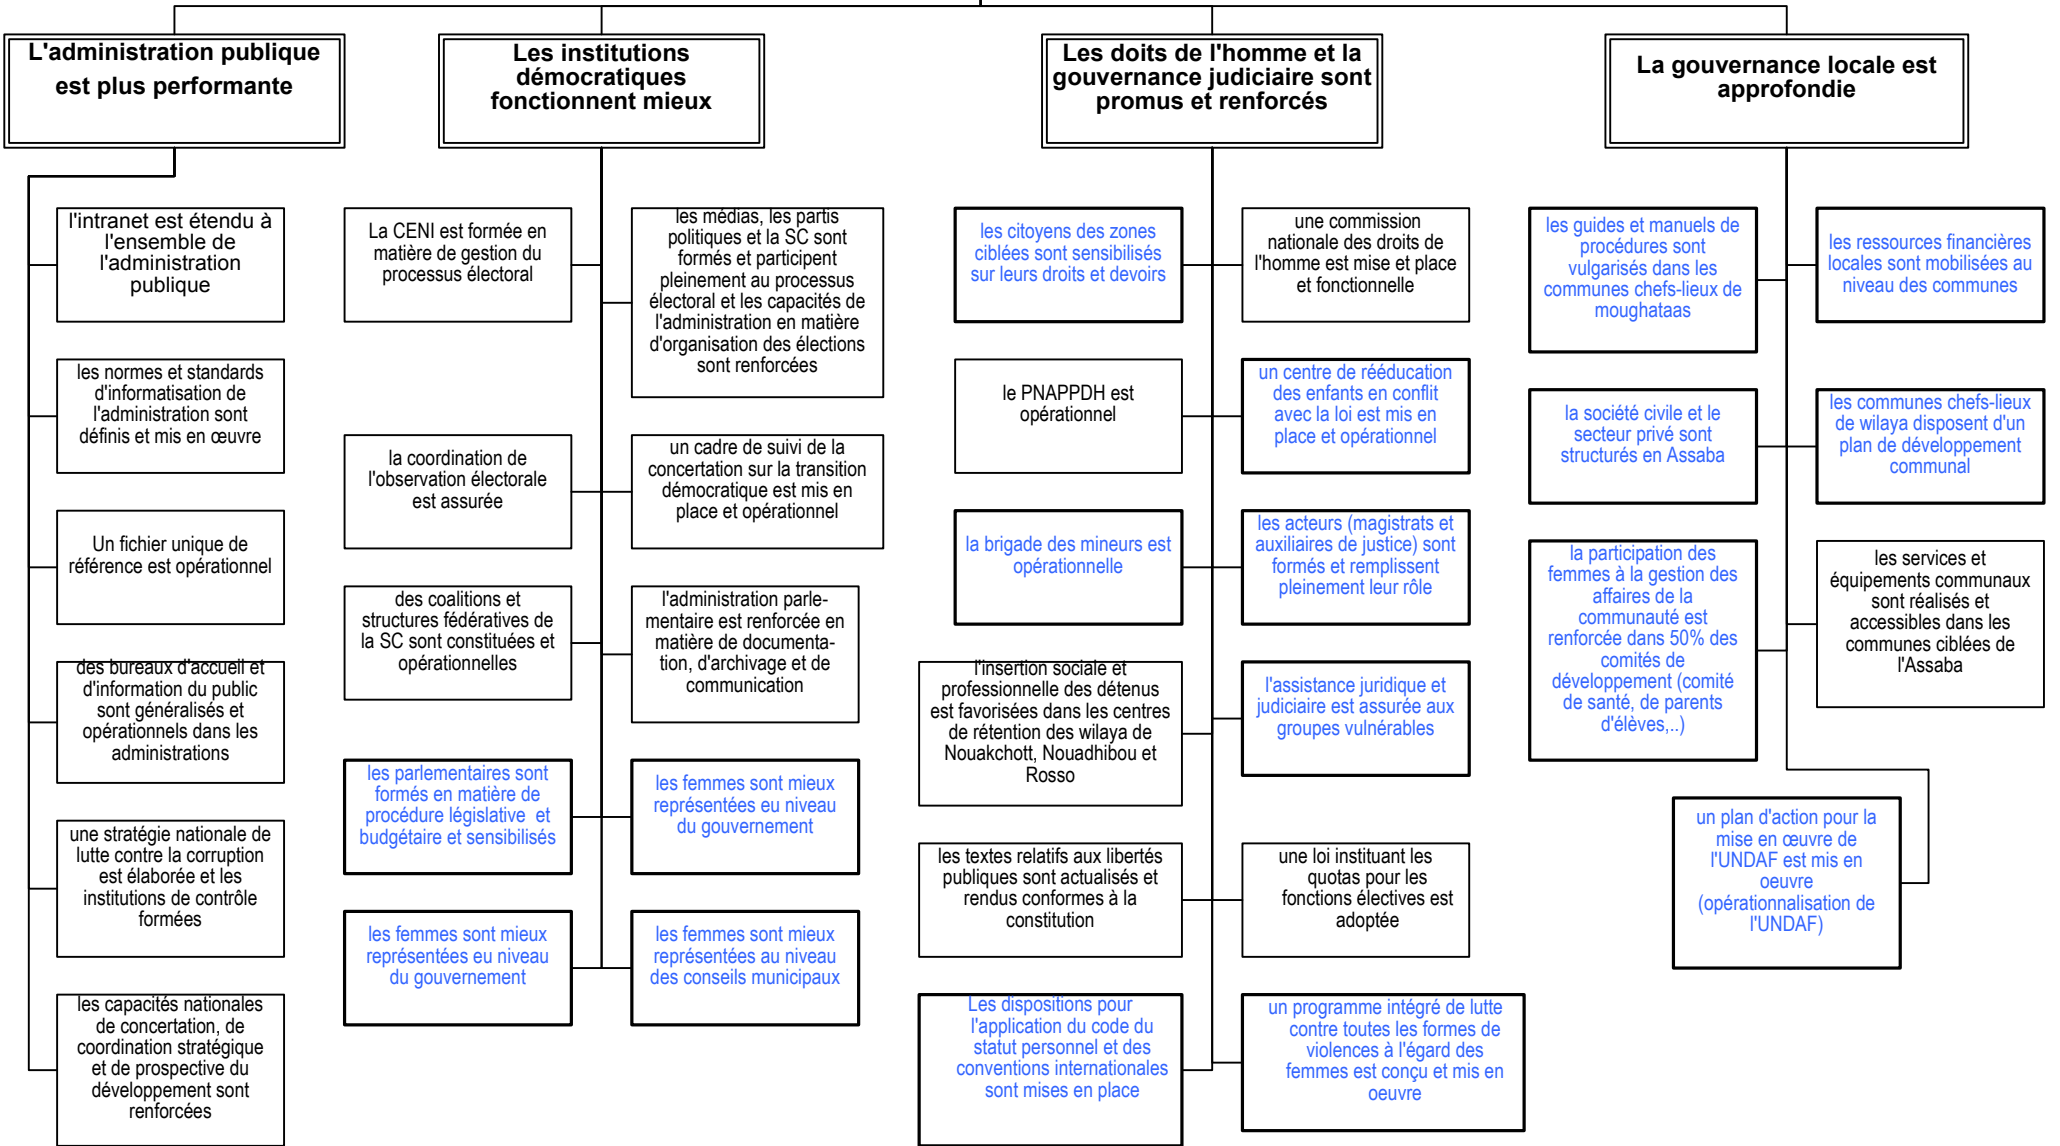 L'administration publique
est plus performante
Les institutions
démocratiques
fonctionnent mieux
Les doits de l'homme et la
gouvernance judiciaire sont
promus et renforcés
La gouvernance locale est
approfondie
l'intranet est étendu à
l'ensemble de
l'administration
publique
les normes et standards
d'informatisation de
l'administration sont
définis et mis en œuvre
Un fichier unique de
référence est opérationnel
des bureaux d'accueil et
d'information du public
sont généralisés et
opérationnels dans les
administrations
une stratégie nationale de
lutte contre la corruption
est élaborée et les
institutions de contrôle
formées
les capacités nationales
de concertation, de
coordination stratégique
et de prospective du
développement sont
renforcées
La CENI est formée en
matière de gestion du
processus électoral
les médias, les partis
politiques et la SC sont
formés et participent
pleinement au processus
électoral et les capacités de
l'administration en matière
d'organisation des élections
sont renforcées
la coordination de
l'observation électorale
est assurée
un cadre de suivi de la
concertation sur la transition
démocratique est mis en
place et opérationnel
des coalitions et
structures fédératives de
la SC sont constituées et
opérationnelles
l'administration parle-
mentaire est renforcée en
matière de documenta-
tion, d'archivage et de
communication
les parlementaires sont
formés en matière de
procédure législative et
budgétaire et sensibilisés
les femmes sont mieux
représentées eu niveau
du gouvernement
les femmes sont mieux
représentées eu niveau
du gouvernement
les femmes sont mieux
représentées au niveau
des conseils municipaux
les citoyens des zones
ciblées sont sensibilisés
sur leurs droits et devoirs
une commission
nationale des droits de
l'homme est mise et place
et fonctionnelle
le PNAPPDH est
opérationnel
un centre de rééducation
des enfants en conflit
avec la loi est mis en
place et opérationnel
la brigade des mineurs est
opérationnelle
les acteurs (magistrats et
auxiliaires de justice) sont
formés et remplissent
pleinement leur rôle
l'insertion sociale et
professionnelle des détenus
est favorisées dans les centres
de rétention des wilaya de
Nouakchott, Nouadhibou et
Rosso
l'assistance juridique et
judiciaire est assurée aux
groupes vulnérables
les textes relatifs aux libertés
publiques sont actualisés et
rendus conformes à la
constitution
une loi instituant les
quotas pour les
fonctions électives est
adoptée
Les dispositions pour
l'application du code du
statut personnel et des
conventions internationales
sont mises en place
un programme intégré de lutte
contre toutes les formes de
violences à l'égard des
femmes est conçu et mis en
oeuvre
les guides et manuels de
procédures sont
vulgarisés dans les
communes chefs-lieux de
moughataas
les ressources financières
locales sont mobilisées au
niveau des communes
la société civile et le
secteur privé sont
structurés en Assaba
les communes chefs-lieux
de wilaya disposent d'un
plan de développement
communal
la participation des
femmes à la gestion des
affaires de la
communauté est
renforcée dans 50% des
comités de
développement (comité
de santé, de parents
d'élèves,..)
les services et
équipements communaux
sont réalisés et
accessibles dans les
communes ciblées de
l'Assaba
un plan d'action pour la
mise en œuvre de
l'UNDAF est mis en
oeuvre
(opérationnalisation de
l'UNDAF)